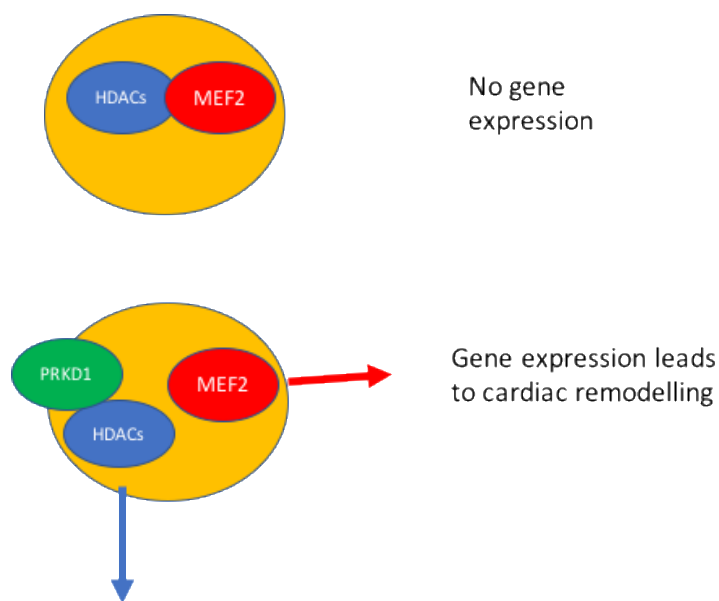 HDACs
MEF2
No gene
expression
PRKD1
MEF2
HDACs
Gene expression leads
to cardiac remodelling